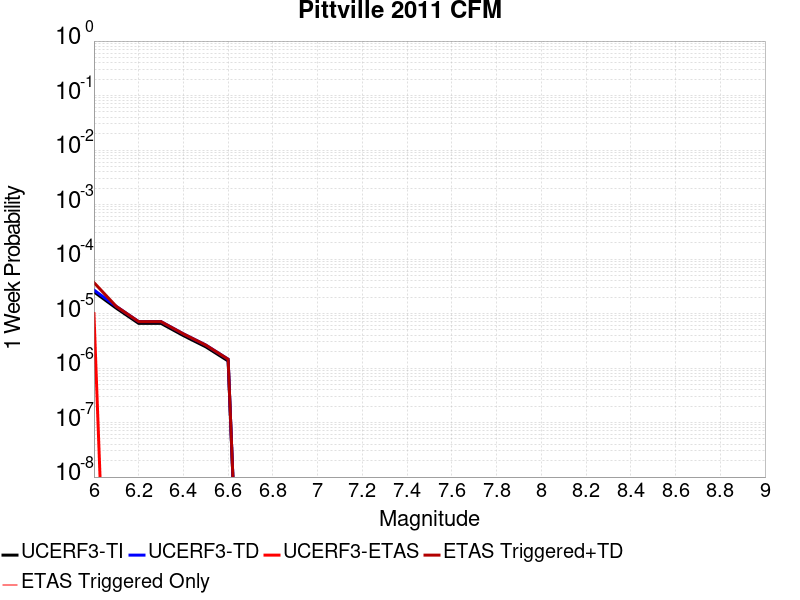 Pittville 2011 CFM
10^0
10^-1
10^-2
10^-3
10^-4
10^-5
10^-6
10^-7
10^-8
1 Week Probability
6 6.2 6.4 6.6 6.8 7 7.2 7.4 7.6 7.8 8 8.2 8.4 8.6 8.8 9
Magnitude
UCERF3-TI UCERF3-TD UCERF3-ETAS ETAS Triggered+TD
ETAS Triggered Only